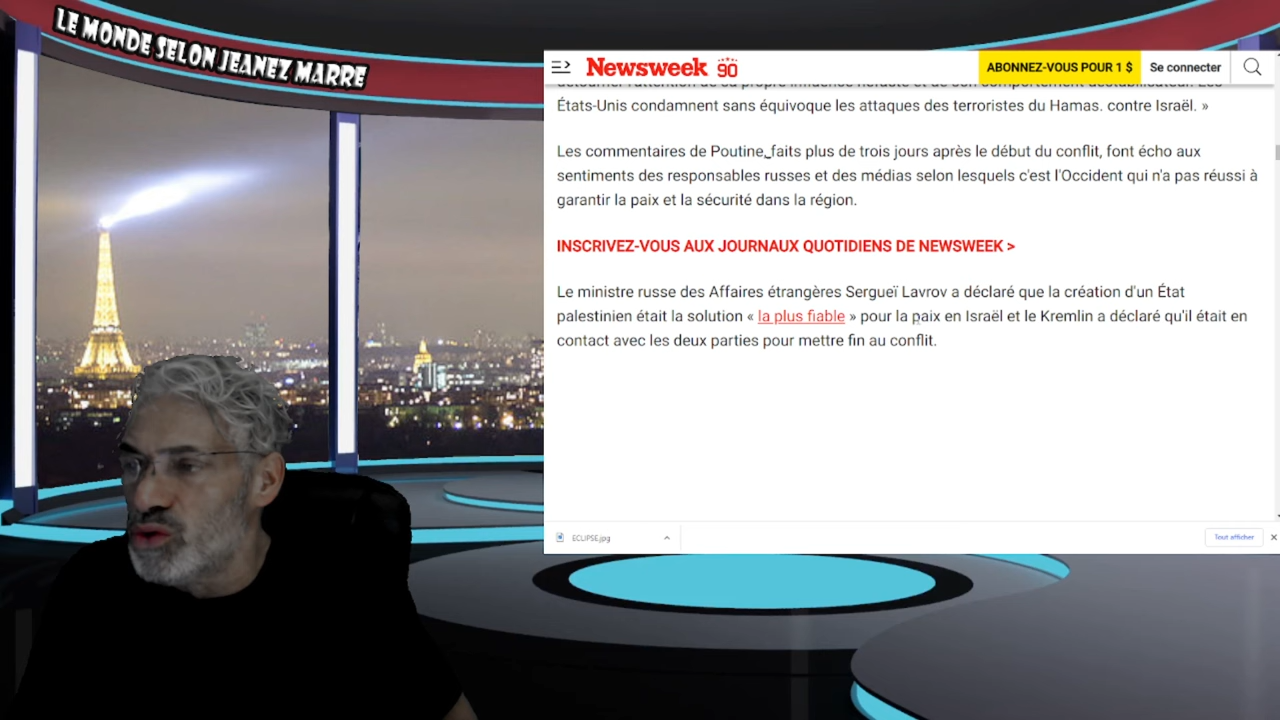 LE MONDE SELON JEANEZ MARRE
Newsweek 90
ABONNEZ-VOUS POUR 1 $
Se connecter
États-Unis condamnent sans équivoque les attaques des terroristes du Hamas. contre Israël. »
Les commentaires de Poutine, faits plus de trois jours après le début du conflit, font écho aux
sentiments des responsables russes et des médias selon lesquels c'est l'Occident qui n'a pas réussi à
garantir la paix et la sécurité dans la région.
INSCRIVEZ-VOUS AUX JOURNAUX QUOTIDIENS DE NEWSWEEK >
Le ministre russe des Affaires étrangères Sergueï Lavrov a déclaré que la création d'un État
palestinien était la solution « la plus fiable » pour la paix en Israël et le Kremlin a déclaré qu'il était en
contact avec les deux parties pour mettre fin au conflit.
ECLIPSE.jpg
Tout afficher